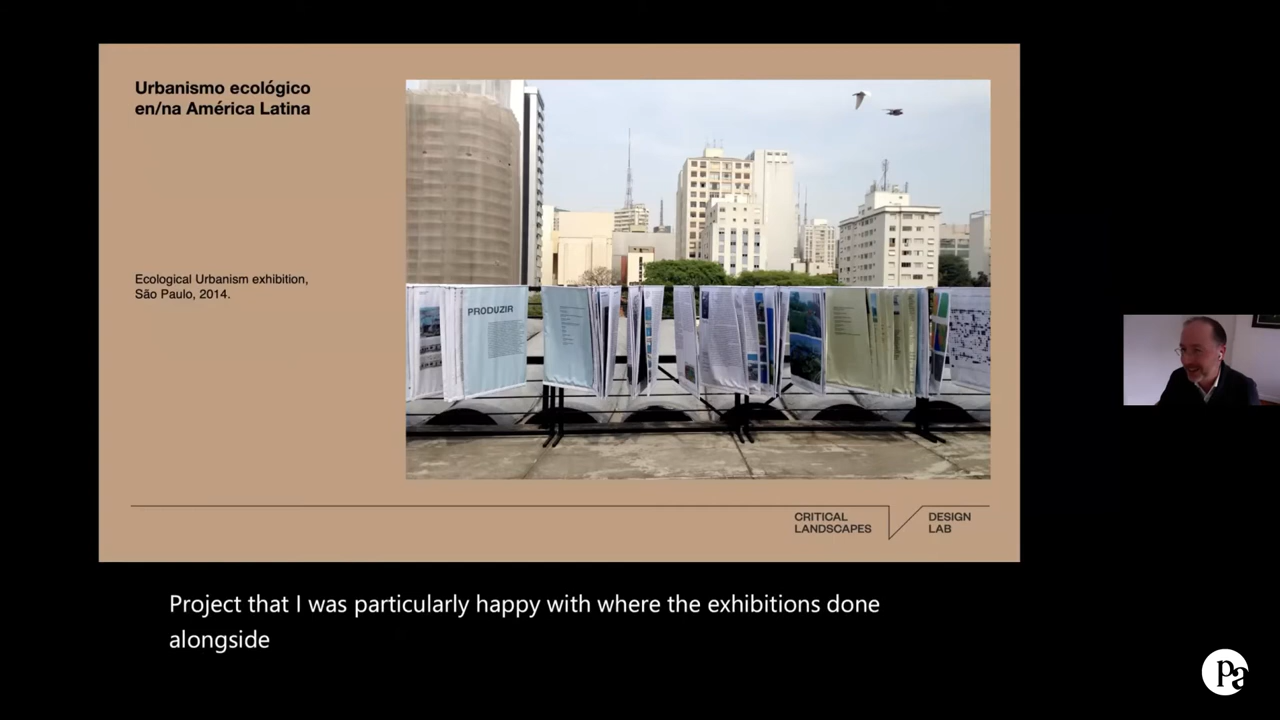 Urbanismo ecológico
en/na América Latina
Ecological Urbanism exhibition,
São Paulo, 2014.
PRODUZIR
CRITICAL
LANDSCAPES
DESIGN
LAB
Project that I was particularly happy with where the exhibitions done
alongside
Pa